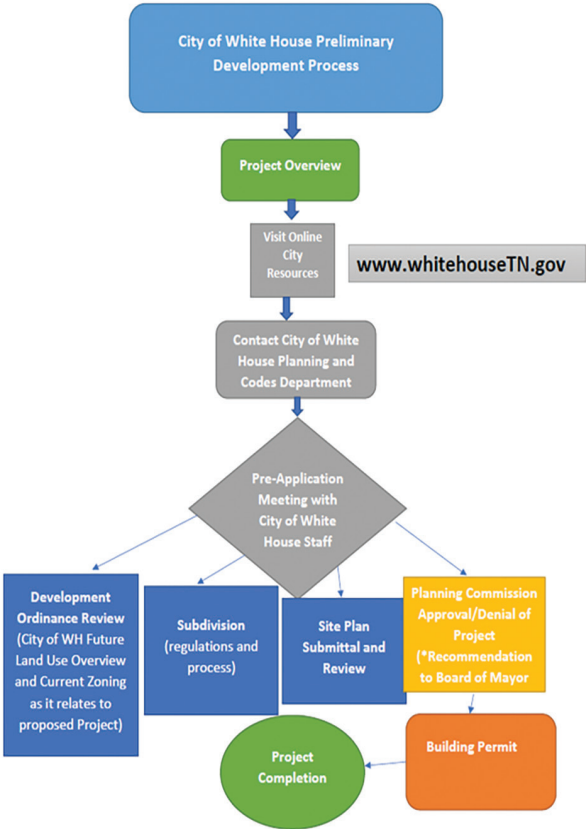 City of White House Preliminary
Development Process
Project Overview
Visit Online
City
Resources
www.whitehouseTN.gov
Contact City of White
House Planning and
Codes Department
Pre-Application
Meeting with
City of White
House Staff
Development
Ordinance Review
(City of WH Future
Land Use Overview
and Current Zoning
as it relates to
proposed Project)
Subdivision
(regulations and
process)
Site Plan
Submittal and
Review
Planning Commission
Approval/Denial of
Project
(*Recommendation
to Board of Mayor
Building Permit
Project
Completion